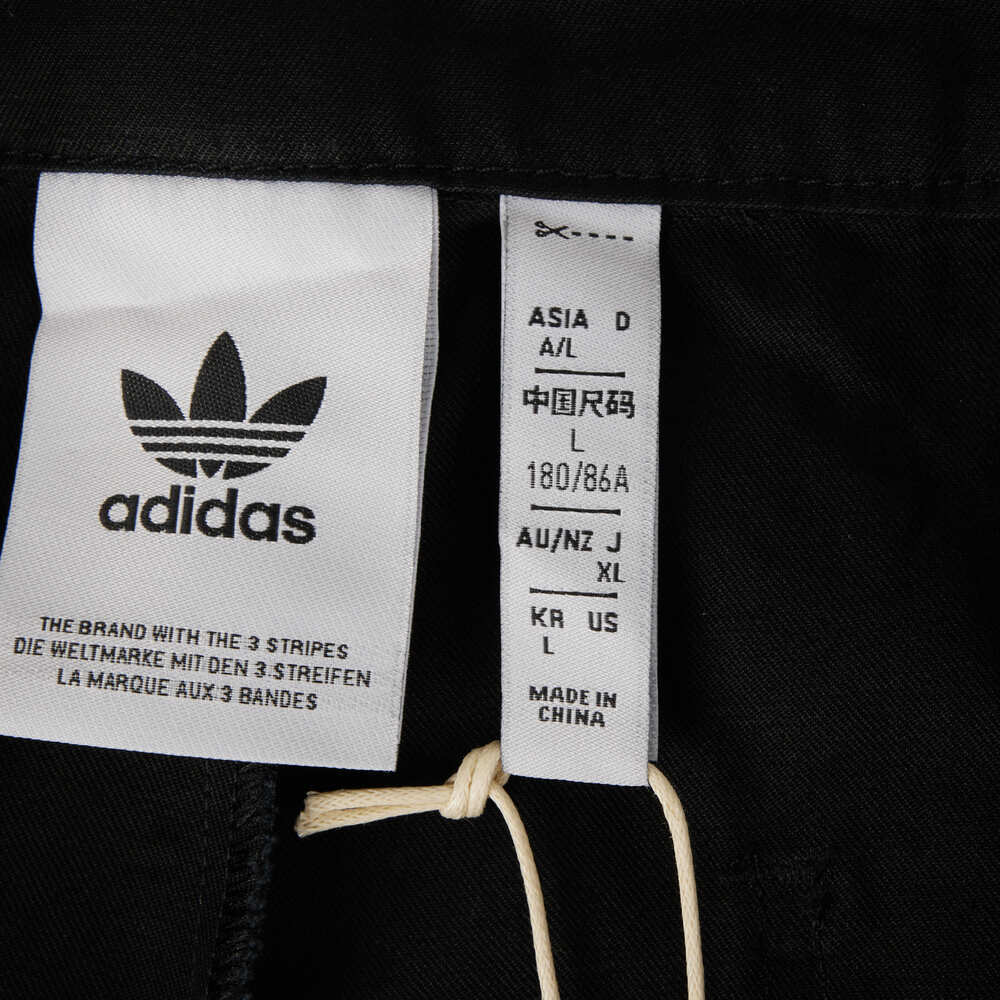 adidas
THE BRAND WITH THE 3 STRIPES
DIE WELTMARKE MIT DEN 3 STREIFEN
LA MARQUE AUX 3 BANDES
ASIA D
A/L
中国尺码
L
180/86A
AU/NZ J
XL
KR US
L
MADE IN
CHINA